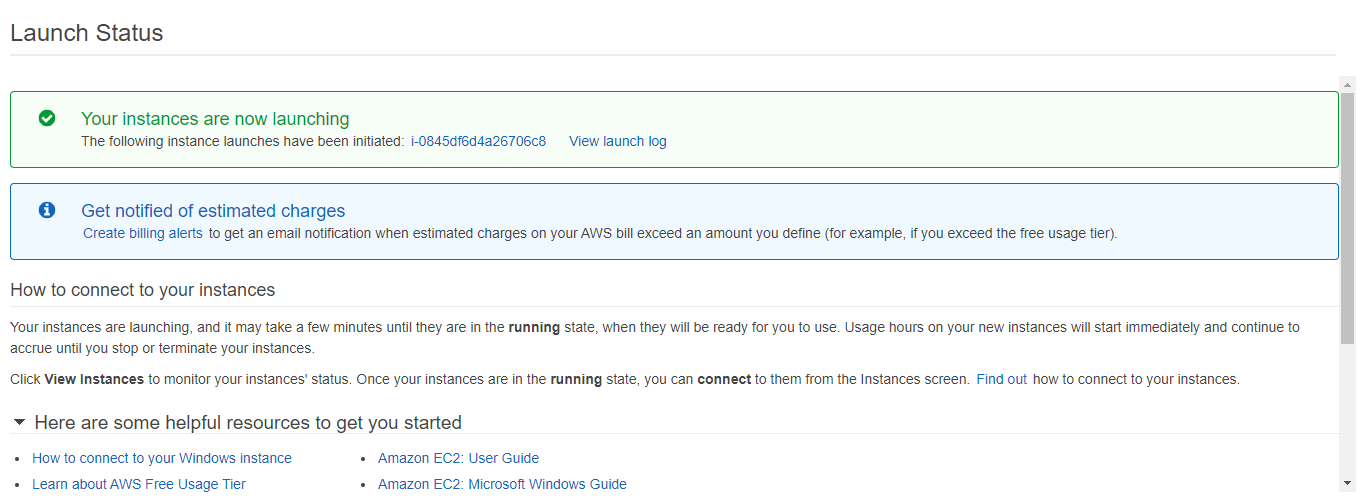 Launch Status
Your instances are now launching
The following instance launches have been initiated: i-0845df6d4a26706c8 View launch log
Get notified of estimated charges
Create billing alerts to get an email notification when estimated charges on your AWS bill exceed an amount you define (for example, if you exceed the free usage tier).
How to connect to your instances
Your instances are launching, and it may take a few minutes until they are in the running state, when they will be ready for you to use. Usage hours on your new instances will start immediately and continue to
accrue until you stop or terminate your instances.
Click View Instances to monitor your instances' status. Once your instances are in the running state, you can connect to them from the Instances screen. Find out how to connect to your instances.
Here are some helpful resources to get you started
• How to connect to your Windows instance • Amazon EC2: User Guide
• Learn about AWS Free Usage Tier • Amazon EC2: Microsoft Windows Guide